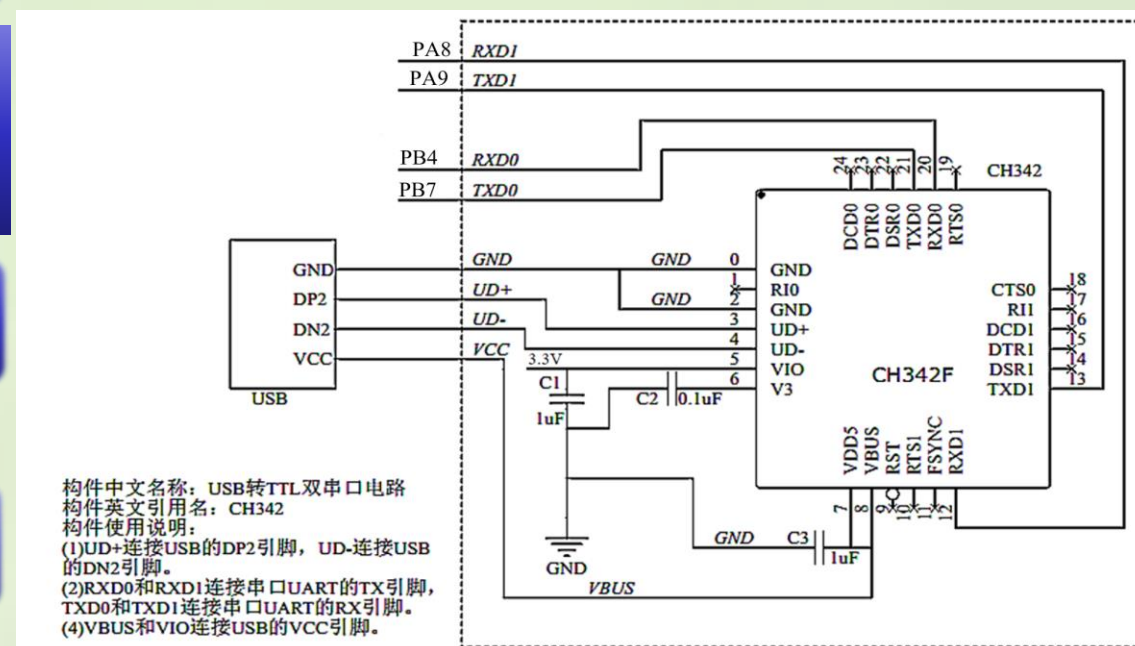 PA8 RXD1
PA9 TXD1
PB4 RXD0
PB7 TXD0
24 23 22 21 20 19
CH342
DCD0 DTR0 DSR0 TXD0 RXD0 RTS0
GND
DP2
DN2
VCC
USB
GND
UD+
UD-
VCC
GND
GND
3.3V
C1
1uF
C2 0.1uF
0 GND
1 RI0
2 GND
3 UD+
4 UD-
5 VIO
6 V3
CH342F
CTS0 18
RI1 17
DCD1 16
DTR1 15
DSR1 14
TXD1 13
VDD5 VBUS RST RTS1 FSYNC RXD1
7 8 9 10 11 12
GND C3
1uF
GND
VBUS
构件中文名称：USB转TTL双串口电路
构件英文引用名：CH342
构件使用说明：
(1)UD+连接USB的DP2引脚，UD-连接USB
的DN2引脚。
(2)RXD0和RXD1连接串口UART的TX引脚，
TXD0和TXD1连接串口UART的RX引脚。
(4)VBUS和VIO连接USB的VCC引脚。